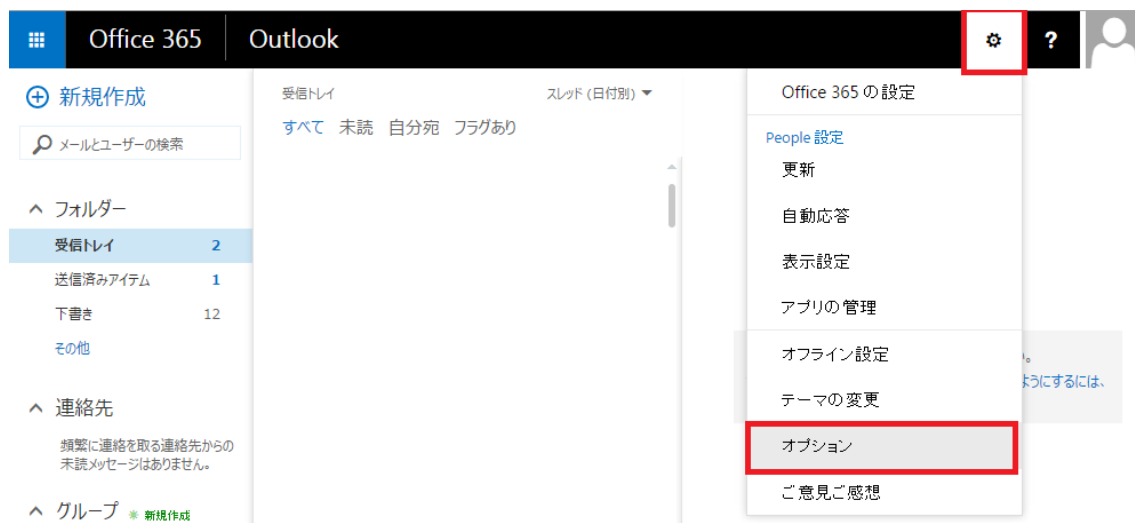 Office 365 Outlook ?
新規作成
メールとユーザーの検索
フォルダー
受信トレイ 2
送信済みアイテム 1
下書き 12
その他
連絡先
頻繁に連絡を取る連絡先からの
未読メッセージはありません。
グループ ✳ 新規作成
受信トレイ スレッド (日付別)
すべて 未読 自分宛 フラグあり
Office 365 の設定
People 設定
更新
自動応答
表示設定
アプリの管理
オフライン設定
テーマの変更
オプション
ご意見ご感想
ようにするには、